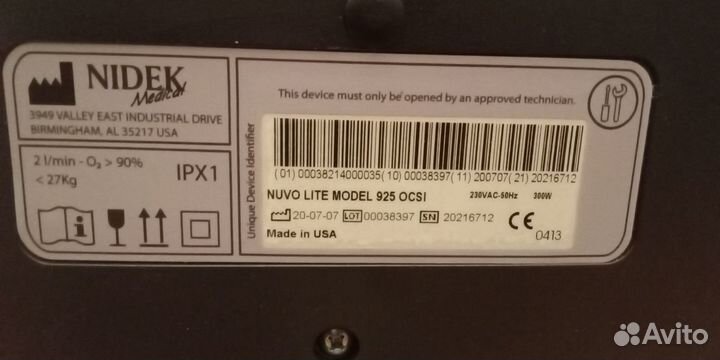 NIDEK
Medical
3949 VALLEY EAST INDUSTRIAL DRIVE
BIRMINGHAM, AL 35217 USA
2 l/min - O₂ > 90%
< 27Kg
IPX1
This device must only be opened by an approved technician.
Unique Device Identifier
(01) 00038214000035(10) 00038397(11) 200707(21) 20216712
NUVO LITE MODEL 925 OCSI 230VAC-50Hz 300W
20-07-07 LOT 00038397 SN 20216712 CE
Made in USA 0413
Avito